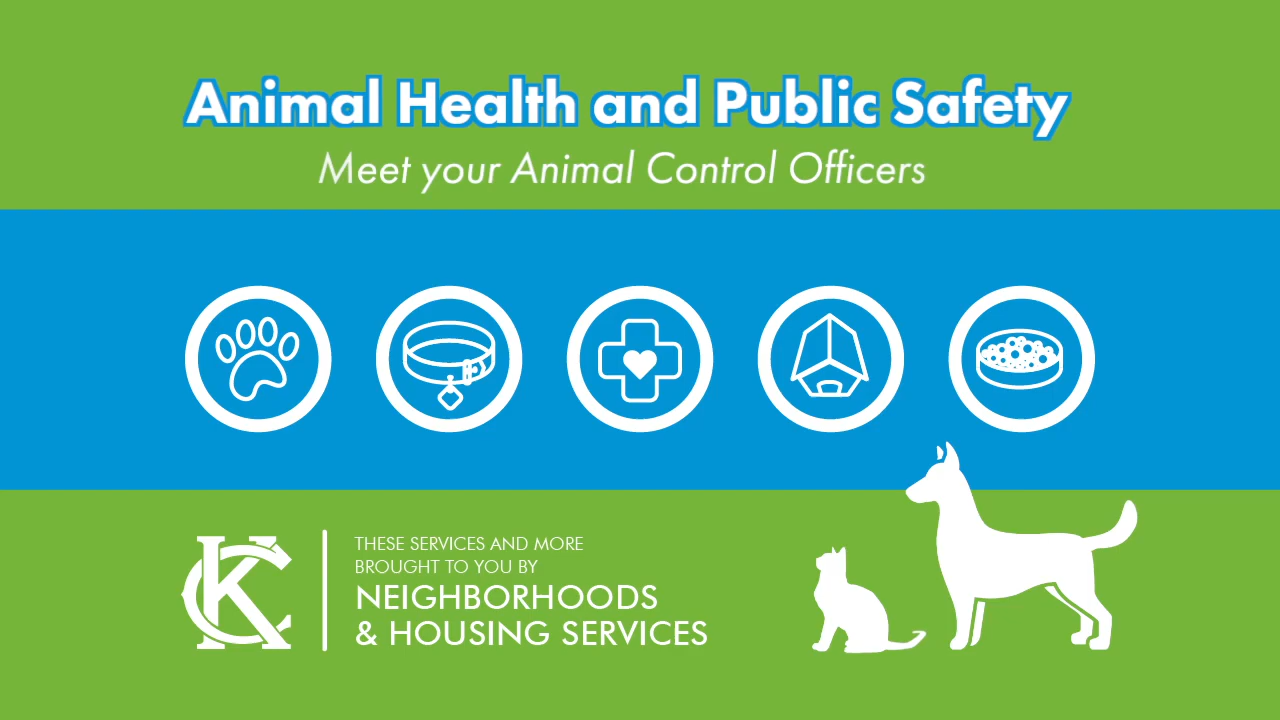 Animal Health and Public Safety
Meet your Animal Control Officers
KC
THESE SERVICES AND MORE
BROUGHT TO YOU BY
NEIGHBORHOODS
& HOUSING SERVICES